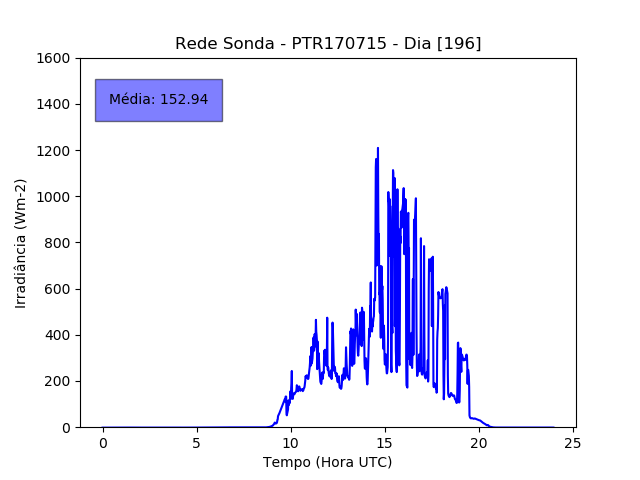 Rede Sonda - PTR170715 - Dia [196]
1600
1400
1200
1000
800
600
400
200
0
Média: 152.94
Irradiância (Wm-2)
0 5 10 15 20 25
Tempo (Hora UTC)